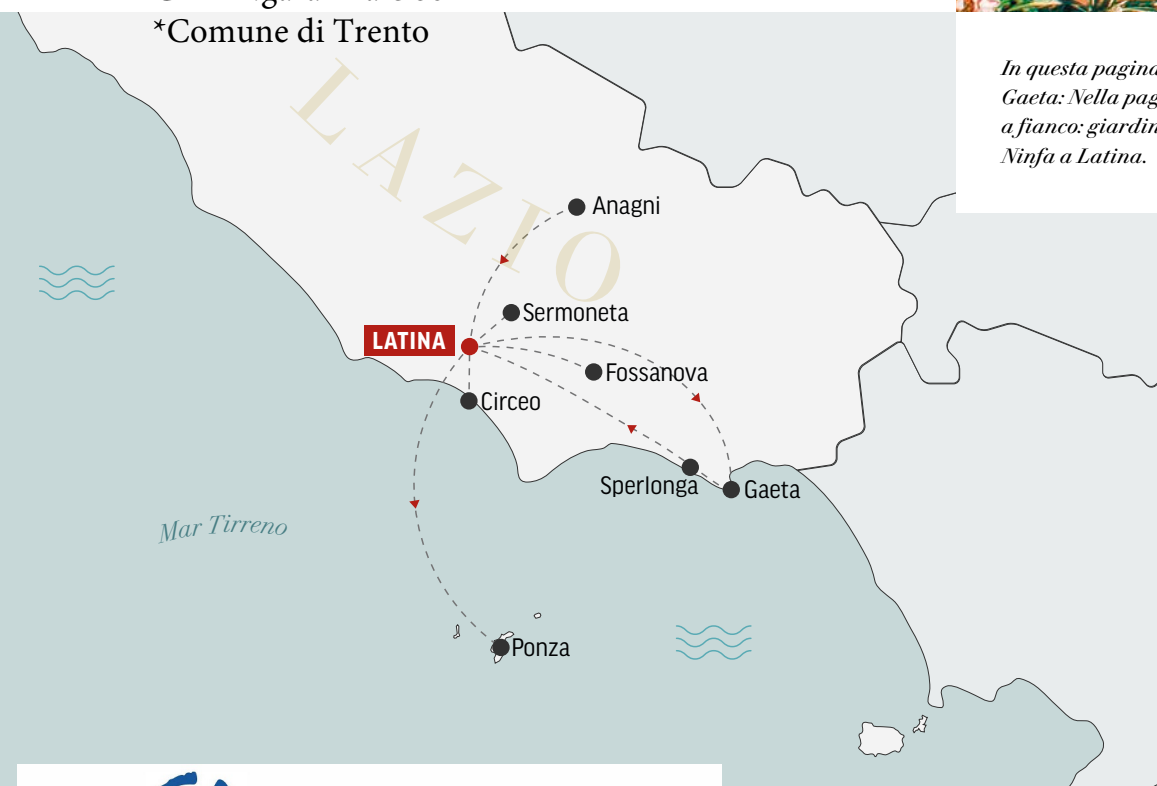 *Comune di Trento
In questa pagina
Gaeta: Nella pag
a fianco: giardin
Ninfa a Latina.
LAZIO
Anagni
Sermoneta
LATINA
Fossanova
Circeo
Sperlonga
Gaeta
Mar Tirreno
Ponza